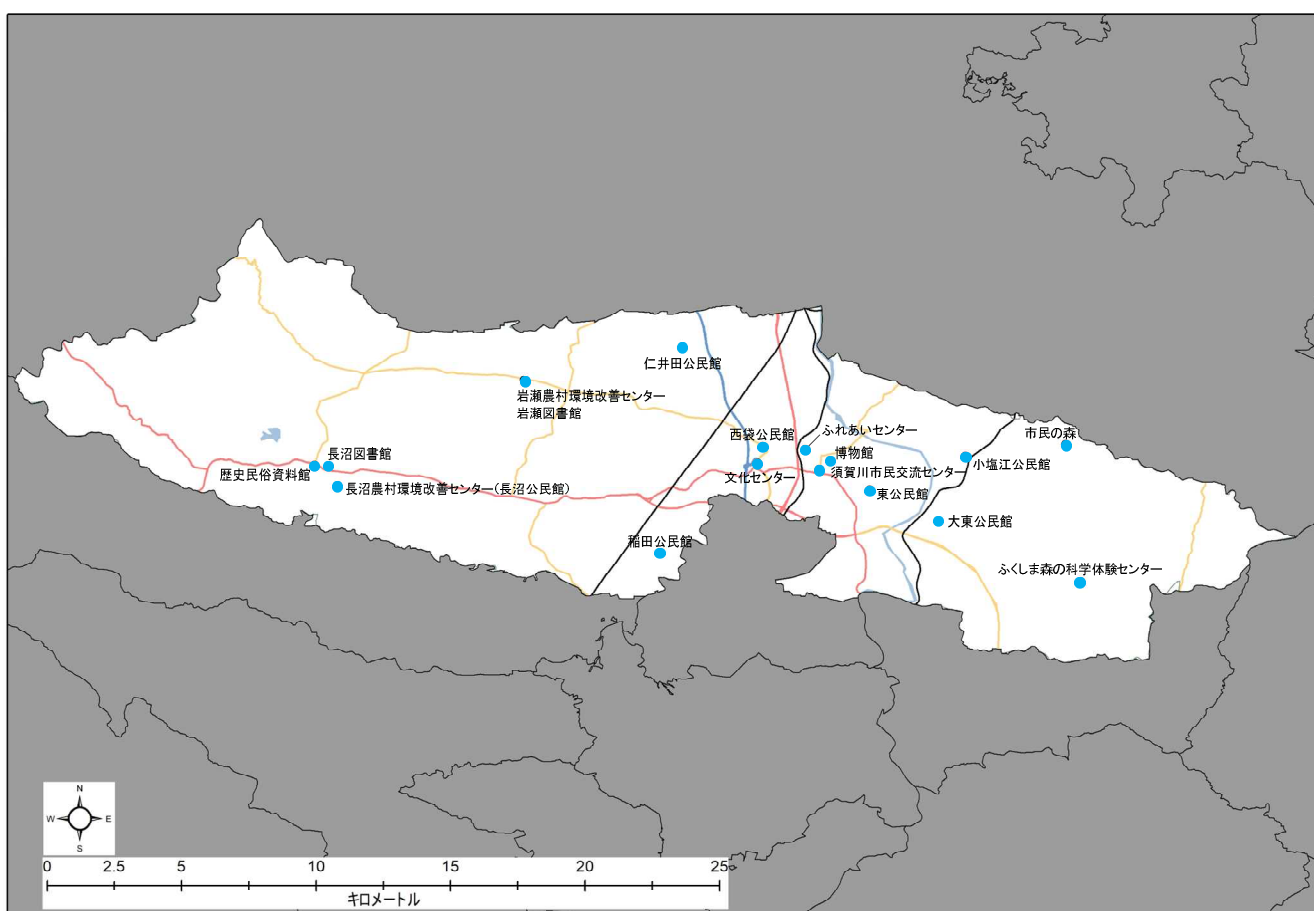 仁井田公民館
岩瀬農村環境改善センター
岩瀬図書館
西袋公民館
ふれあいセンター
市民の森
長沼図書館
歴史民俗資料館
文化センター
博物館
小塩江公民館
須賀川市民交流センター
長沼農村環境改善センター(長沼公民館)
東公民館
大東公民館
稲田公民館
ふくしま森の科学体験センター
N
W E
S
0 2.5 5 10 15 20 25
キロメートル